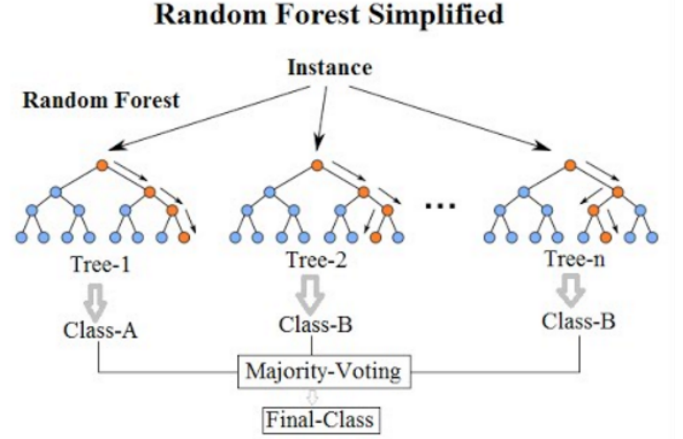 Random Forest Simplified
Instance
Random Forest
...
Tree-1
Tree-2
Tree-n
Class-A
Class-B
Class-B
Majority-Voting
Final-Class